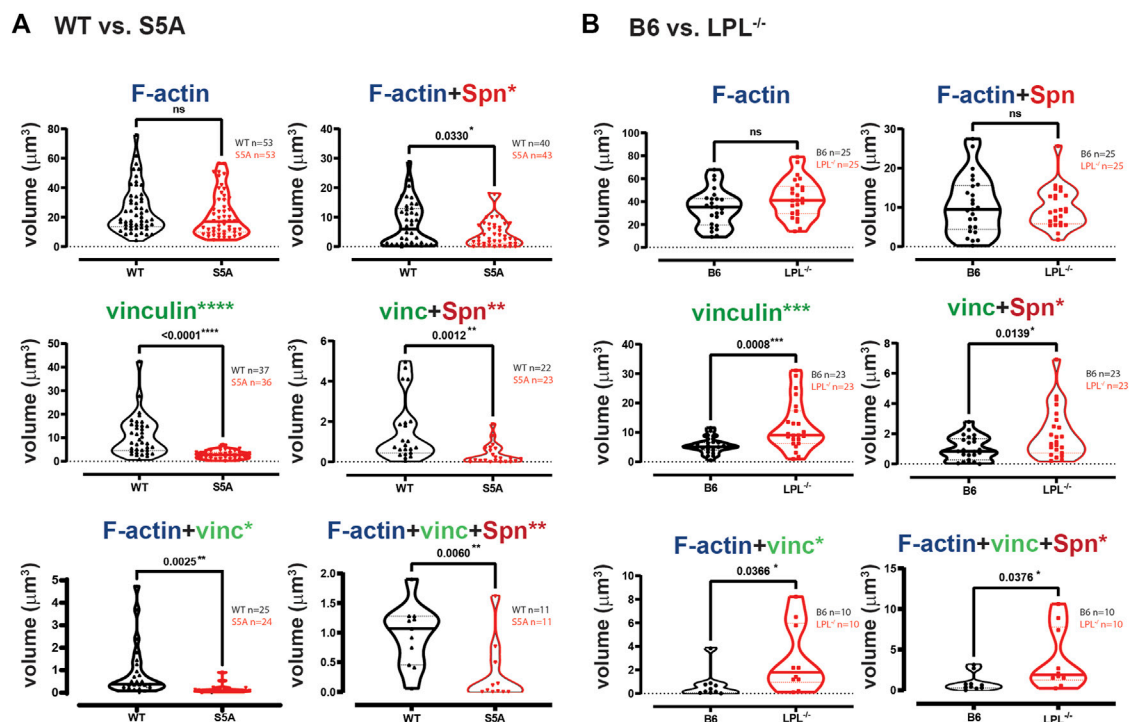 A WT vs. S5A
F-actin
ns
WT n=53
S5A n=53
volume (μm³)
80
60
40
20
0
WT S5A
F-actin+Spn*
0.0330 *
WT n=40
S5A n=43
volume (μm³)
40
30
20
10
0
WT S5A
vinculin****
<0.0001 ****
WT n=37
S5A n=36
volume (μm³)
50
40
30
20
10
0
WT S5A
vinc+Spn**
0.0012 **
WT n=22
S5A n=23
volume (μm³)
6
4
2
0
WT S5A
F-actin+vinc*
0.0025 **
WT n=25
S5A n=24
volume (μm³)
5
4
3
2
1
0
WT S5A
F-actin+vinc+Spn**
0.0060 **
WT n=11
S5A n=11
volume (μm³)
2.0
1.5
1.0
0.5
0.0
WT S5A
B B6 vs. LPL⁻/⁻
F-actin
ns
B6 n=25
LPL⁻/⁻ n=25
volume (μm³)
100
80
60
40
20
0
B6 LPL⁻/⁻
F-actin+Spn
ns
B6 n=25
LPL⁻/⁻ n=25
volume (μm³)
30
20
10
0
B6 LPL⁻/⁻
vinculin***
0.0008 ***
B6 n=23
LPL⁻/⁻ n=23
volume (μm³)
40
30
20
10
0
B6 LPL⁻/⁻
vinc+Spn*
0.0139 *
B6 n=23
LPL⁻/⁻ n=23
volume (μm³)
8
6
4
2
0
B6 LPL⁻/⁻
F-actin+vinc*
0.0366 *
B6 n=10
LPL⁻/⁻ n=10
volume (μm³)
10
8
6
4
2
0
B6 LPL⁻/⁻
F-actin+vinc+Spn*
0.0376 *
B6 n=10
LPL⁻/⁻ n=10
volume (μm³)
15
10
5
0
B6 LPL⁻/⁻